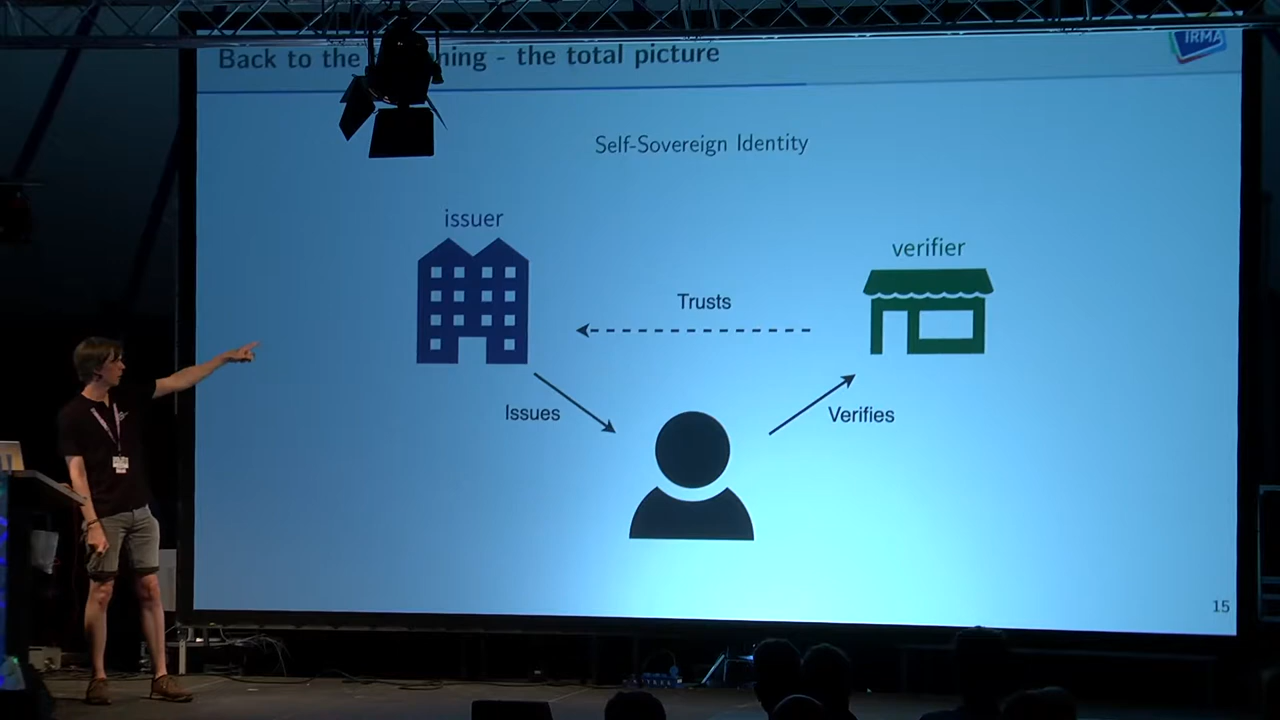 Back to the ning - the total picture
IRMA
Self-Sovereign Identity
issuer
verifier
Trusts
Issues
Verifies
15